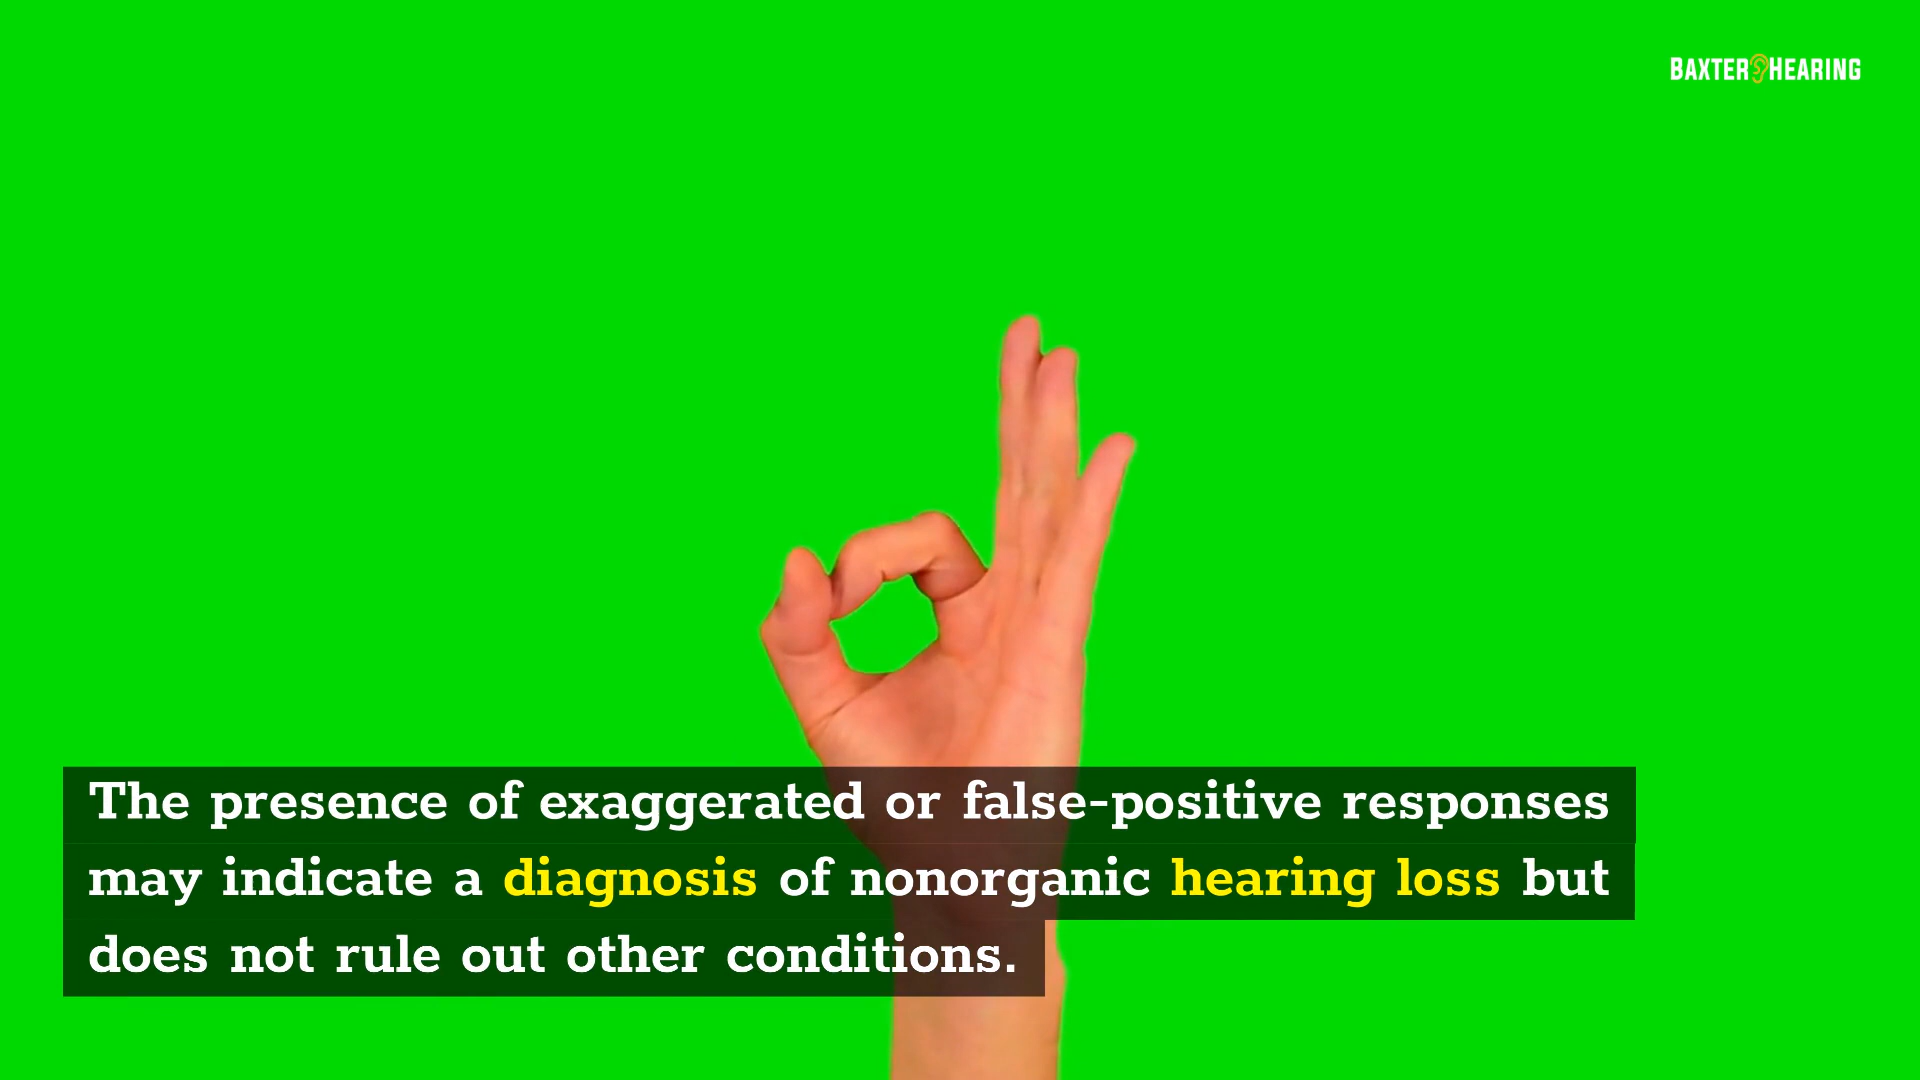 BAXTER HEARING
The presence of exaggerated or false-positive responses
may indicate a diagnosis of nonorganic hearing loss but
does not rule out other conditions.